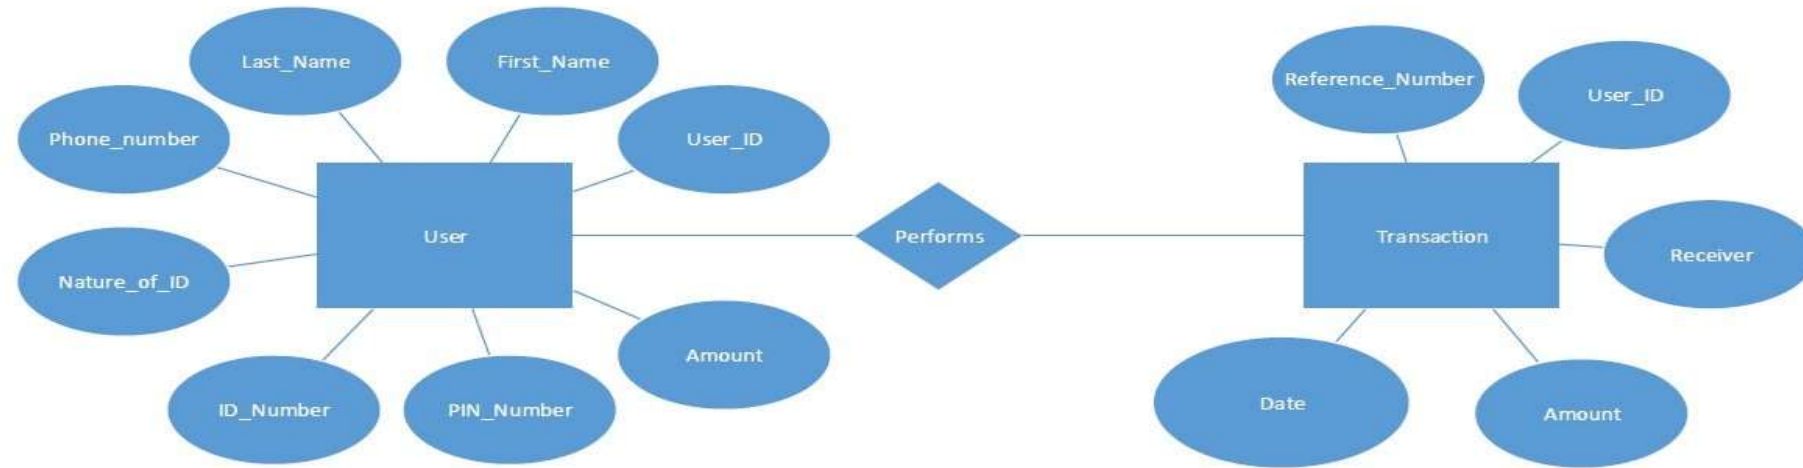 Last_Name
First_Name
Phone_number
User_ID
User
Nature_of_ID
Amount
ID_Number
PIN_Number
Performs
Reference_Number
User_ID
Transaction
Receiver
Date
Amount